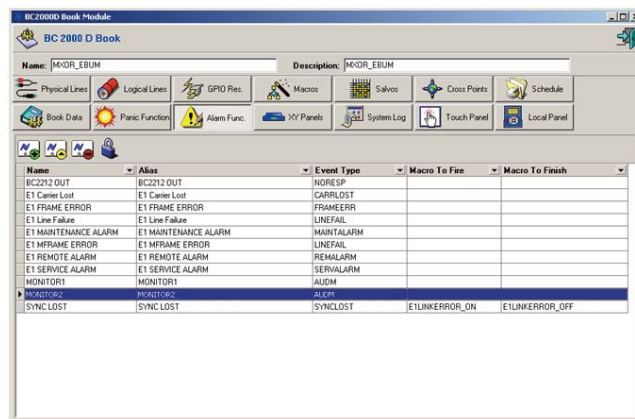 BC2000D Book Module
BC 2000 D Book
Name: MXOR_EBUM Description: MXOR_EBUM
Physical Lines Logical Lines GPIO Res. Macros Salvos Cross Points Schedule
Book Data Panic Function Alarm Func. XY Panels System Log Touch Panel Local Panel
Name Alias Event Type Macro To Fire Macro To Finish
BC2212 OUT BC2212 OUT NORESP
E1 Carrier Lost E1 Carrier Lost CARRLOST
E1 FRAME ERROR E1 FRAME ERROR FRAMEERR
E1 Line Failure E1 Line Failure LINEFAIL
E1 MAINTENANCE ALARM E1 MAINTENANCE ALARM MAINTALARM
E1 MFRAME ERROR E1 MFRAME ERROR LINEFAIL
E1 REMOTE ALARM E1 REMOTE ALARM REMALARM
E1 SERVICE ALARM E1 SERVICE ALARM SERVALARM
MONITOR1 MONITOR1 AUDM
MONITOR2 MONITOR2 AUDM
SYNC LOST SYNC LOST SYNCLOST E1LINKERROR_ON E1LINKERROR_OFF